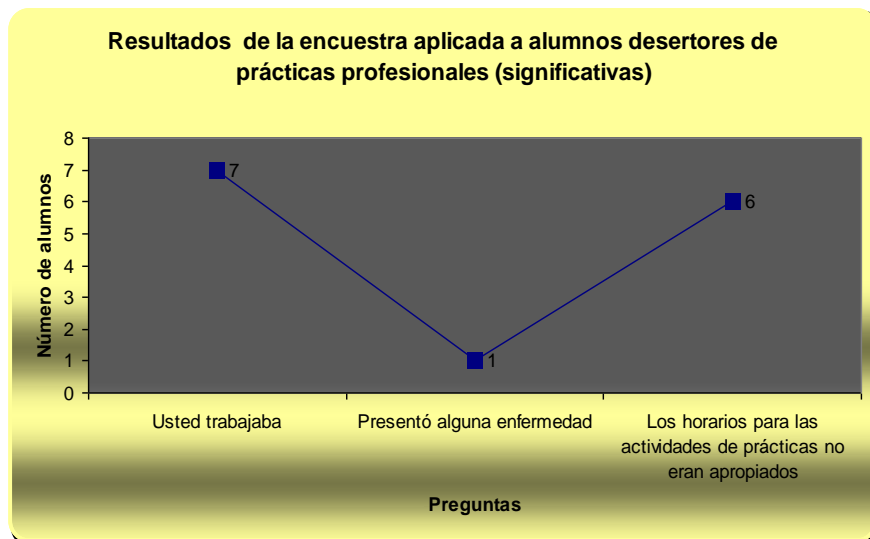 Resultados de la encuestra aplicada a alumnos desertores de
prácticas profesionales (significativas)
8
7
6
5
4
3
2
1
0
Número de alumnos
7
1
6
Usted trabajaba
Presentó alguna enfermedad
Los horarios para las
actividades de prácticas no
eran apropiados
Preguntas